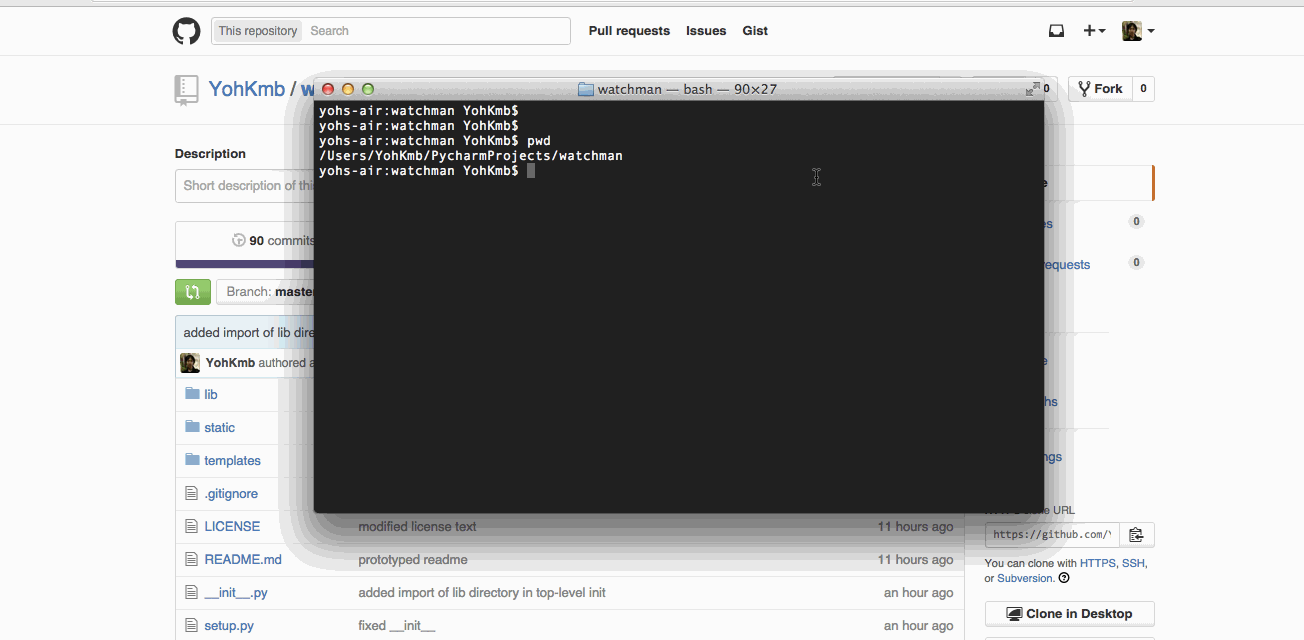 This repository Search Pull requests Issues Gist
YohKmb / w
watchman — bash — 90×27
0
Fork 0
yohs-air:watchman YohKmb$
yohs-air:watchman YohKmb$
yohs-air:watchman YohKmb$ pwd
/Users/YohKmb/PycharmProjects/watchman
yohs-air:watchman YohKmb$
Description
Short description of thi
90 commits
Branch: master
added import of lib dire
YohKmb authored a
lib
static
templates
.gitignore
LICENSE modified license text 11 hours ago
README.md prototyped readme 11 hours ago
__init__.py added import of lib directory in top-level init an hour ago
setup.py fixed __init__ an hour ago
e
es 0
equests 0
e
hs
ngs
clone URL
https://github.com/
You can clone with HTTPS, SSH,
or Subversion.
Clone in Desktop